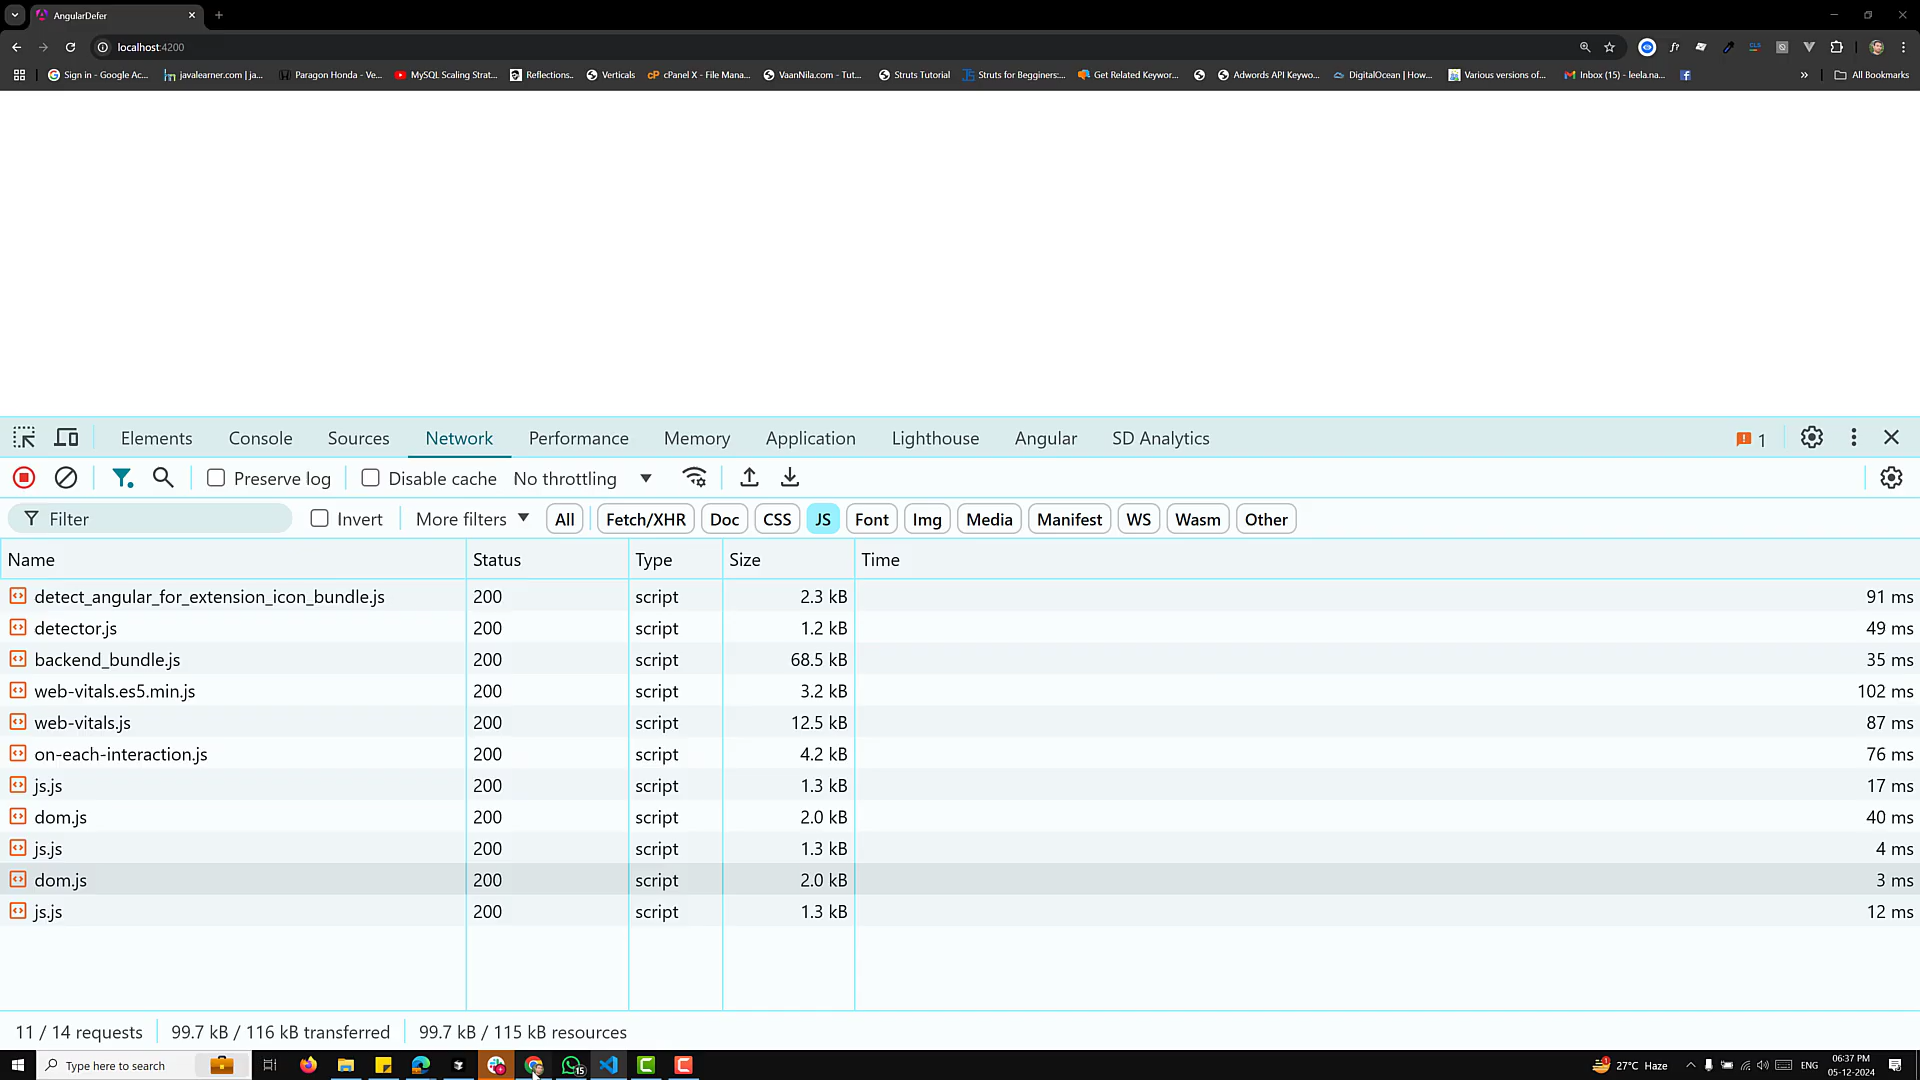 AngularDefer
localhost:4200
Sign in - Google Ac...
javalearner.com | ja...
Paragon Honda - Ve...
MySQL Scaling Strat...
Reflections..
Verticals
cPanel X - File Mana...
VaanNila.com - Tut...
Struts Tutorial
Struts for Begginers:...
Get Related Keywor...
Adwords API Keywo...
DigitalOcean | How...
Various versions of...
Inbox (15) - leela.na...
All Bookmarks
Elements
Console
Sources
Network
Performance
Memory
Application
Lighthouse
Angular
SD Analytics
1
Preserve log
Disable cache
No throttling
Filter
Invert
More filters
All
Fetch/XHR
Doc
CSS
JS
Font
Img
Media
Manifest
WS
Wasm
Other
Name Status Type Size Time
detect_angular_for_extension_icon_bundle.js 200 script 2.3 kB 91 ms
detector.js 200 script 1.2 kB 49 ms
backend_bundle.js 200 script 68.5 kB 35 ms
web-vitals.es5.min.js 200 script 3.2 kB 102 ms
web-vitals.js 200 script 12.5 kB 87 ms
on-each-interaction.js 200 script 4.2 kB 76 ms
js.js 200 script 1.3 kB 17 ms
dom.js 200 script 2.0 kB 40 ms
js.js 200 script 1.3 kB 4 ms
dom.js 200 script 2.0 kB 3 ms
js.js 200 script 1.3 kB 12 ms
11 / 14 requests
99.7 kB / 116 kB transferred
99.7 kB / 115 kB resources
Type here to search
15
27°C Haze
ENG
06:37 PM
05-12-2024